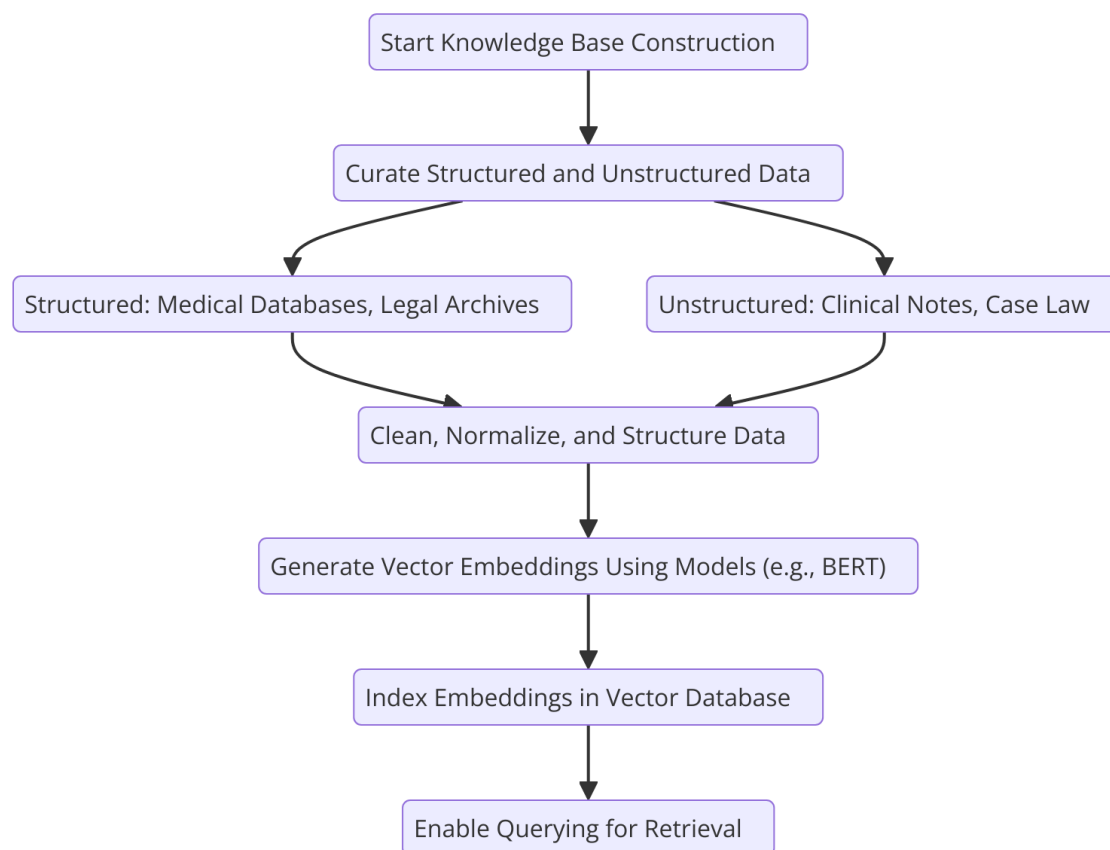 Start Knowledge Base Construction
Curate Structured and Unstructured Data
Structured: Medical Databases, Legal Archives
Unstructured: Clinical Notes, Case Law
Clean, Normalize, and Structure Data
Generate Vector Embeddings Using Models (e.g., BERT)
Index Embeddings in Vector Database
Enable Querying for Retrieval